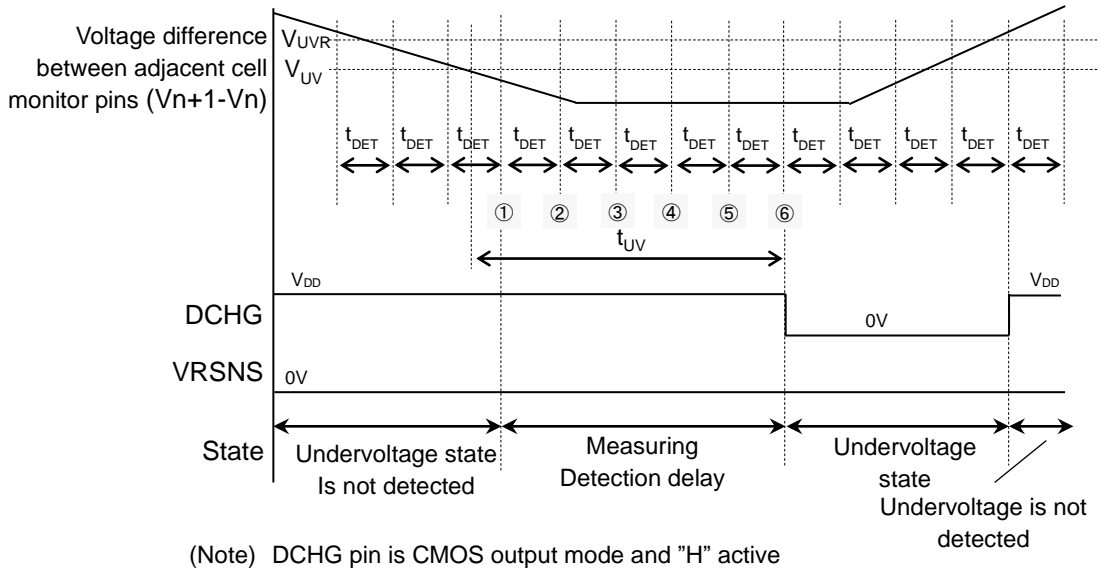 Voltage difference
between adjacent cell
monitor pins (Vn+1-Vn)
VUVR
VUV
tDET tDET tDET tDET tDET tDET tDET tDET tDET tDET tDET tDET tDET
① ② ③ ④ ⑤ ⑥
tUV
VDD
VDD
DCHG
0V
VRSNS
0V
State
Undervoltage state
Is not detected
Measuring
Detection delay
Undervoltage
state
Undervoltage is not
detected
(Note) DCHG pin is CMOS output mode and ”H” active